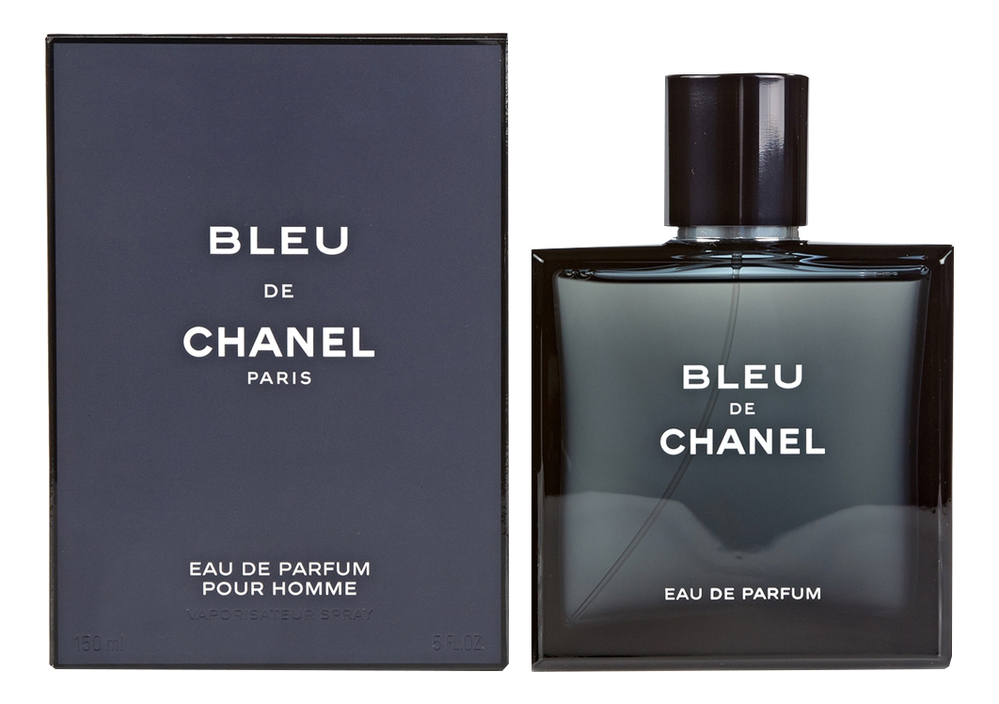 BLEU
DE
CHANEL
PARIS
EAU DE PARFUM
POUR HOMME
VAPORISATEUR SPRAY
150 ml
5 FL.OZ.
BLEU
DE
CHANEL
EAU DE PARFUM